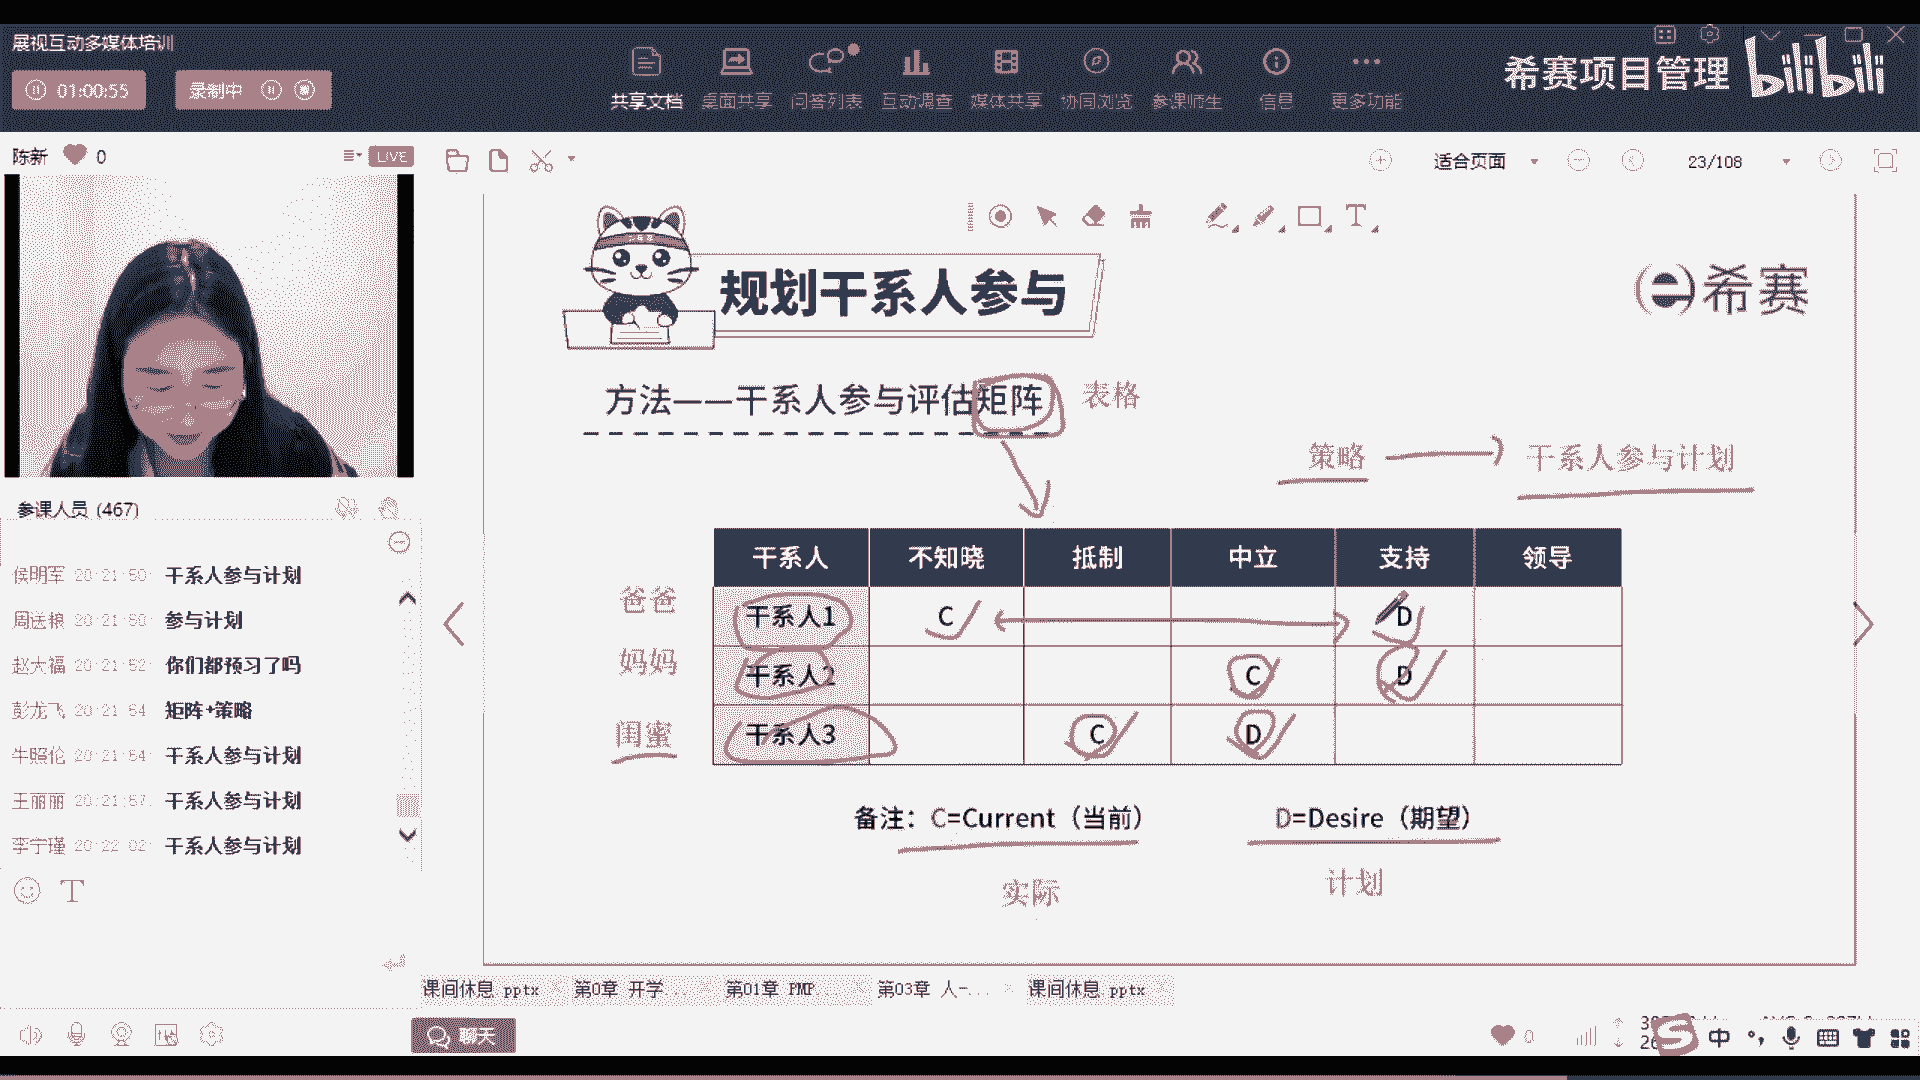 展视互动多媒体培训
01:00:55
录制中
共享文档
桌面共享
问答列表
互动调查
媒体共享
协同浏览
参课师生
信息
更多功能
希赛项目管理
bilibili
陈新
0
LIVE
适合页面
23/108
规划干系人参与
希赛
方法——干系人参与评估矩阵
表格
策略
干系人参与计划
干系人 不知晓 抵制 中立 支持 领导
爸爸 干系人1 C D
妈妈 干系人2 C D
闺蜜 干系人3 C D
备注：C=Current（当前） D=Desire（期望）
实际
计划
参课人员 (467)
侯明军 20:21:50 干系人参与计划
周送粮 20:21:50 参与计划
赵大福 20:21:52 你们都预习了吗
彭龙飞 20:21:54 矩阵+策略
牛照伦 20:21:54 干系人参与计划
王丽丽 20:21:57 干系人参与计划
李宁瑾 20:22:02 干系人参与计划
T
课间休息.pptx
第0章 开学...
第01章 PMP...
第03章 人-...
课间休息.pptx
聊天
0
中